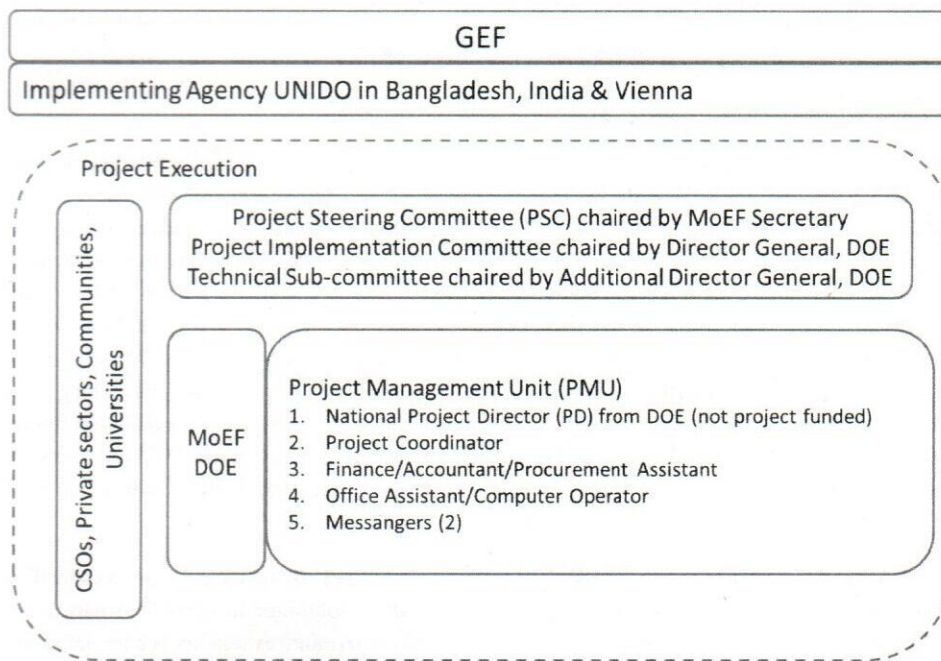 GEF
Implementing Agency UNIDO in Bangladesh, India & Vienna
Project Execution
CSOs, Private sectors, Communities,
Universities
Project Steering Committee (PSC) chaired by MoEF Secretary
Project Implementation Committee chaired by Director General, DOE
Technical Sub-committee chaired by Additional Director General, DOE
MoEF
DOE
Project Management Unit (PMU)
1. National Project Director (PD) from DOE (not project funded)
2. Project Coordinator
3. Finance/Accountant/Procurement Assistant
4. Office Assistant/Computer Operator
5. Messangers (2)